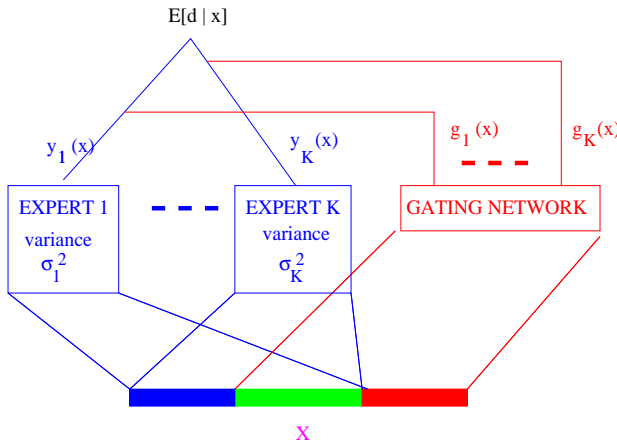 E[d | x]
y1(x)
yK(x)
g1(x)
gK(x)
EXPERT 1
variance
σ1²
EXPERT K
variance
σK²
GATING NETWORK
X